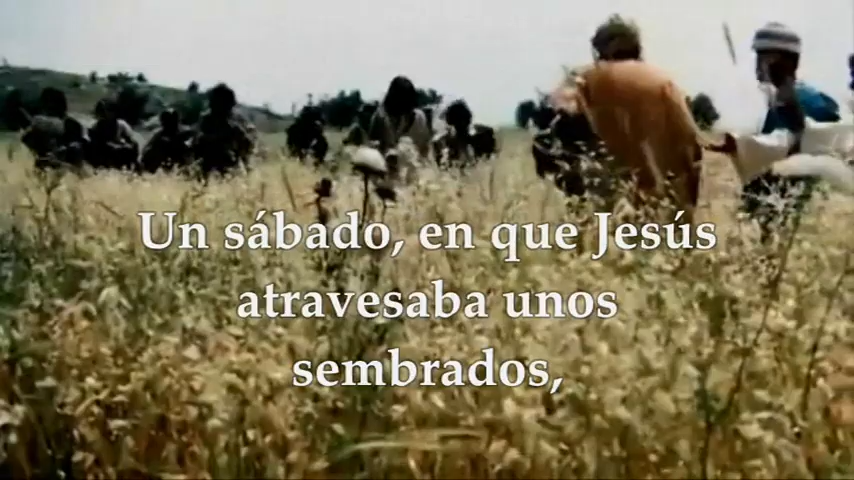 Un sábado, en que Jesús
atravesaba unos
sembrados,